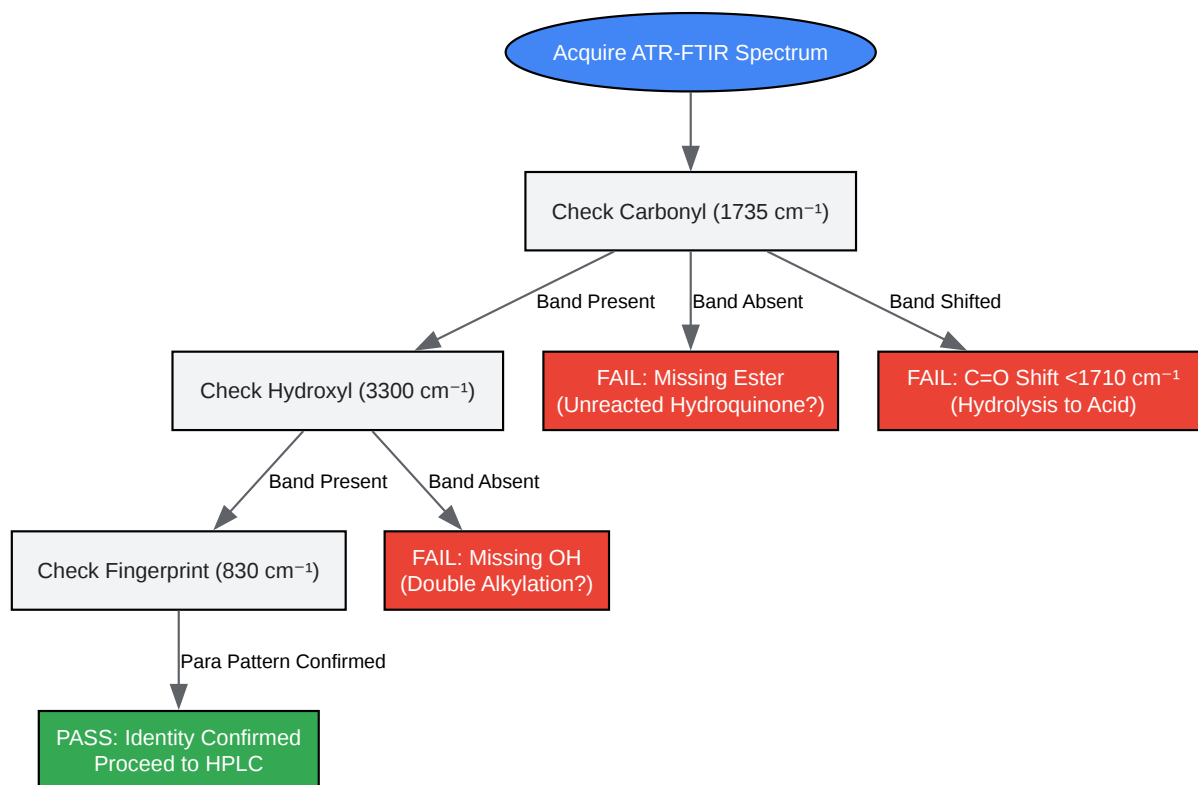 Acquire ATR-FTIR Spectrum
Check Carbonyl (1735 cm⁻¹)
Band Present
Band Absent
Band Shifted
Check Hydroxyl (3300 cm⁻¹)
FAIL: Missing Ester
(Unreacted Hydroquinone?)
FAIL: C=O Shift <1710 cm⁻¹
(Hydrolysis to Acid)
Band Present
Band Absent
Check Fingerprint (830 cm⁻¹)
FAIL: Missing OH
(Double Alkylation?)
Para Pattern Confirmed
PASS: Identity Confirmed
Proceed to HPLC